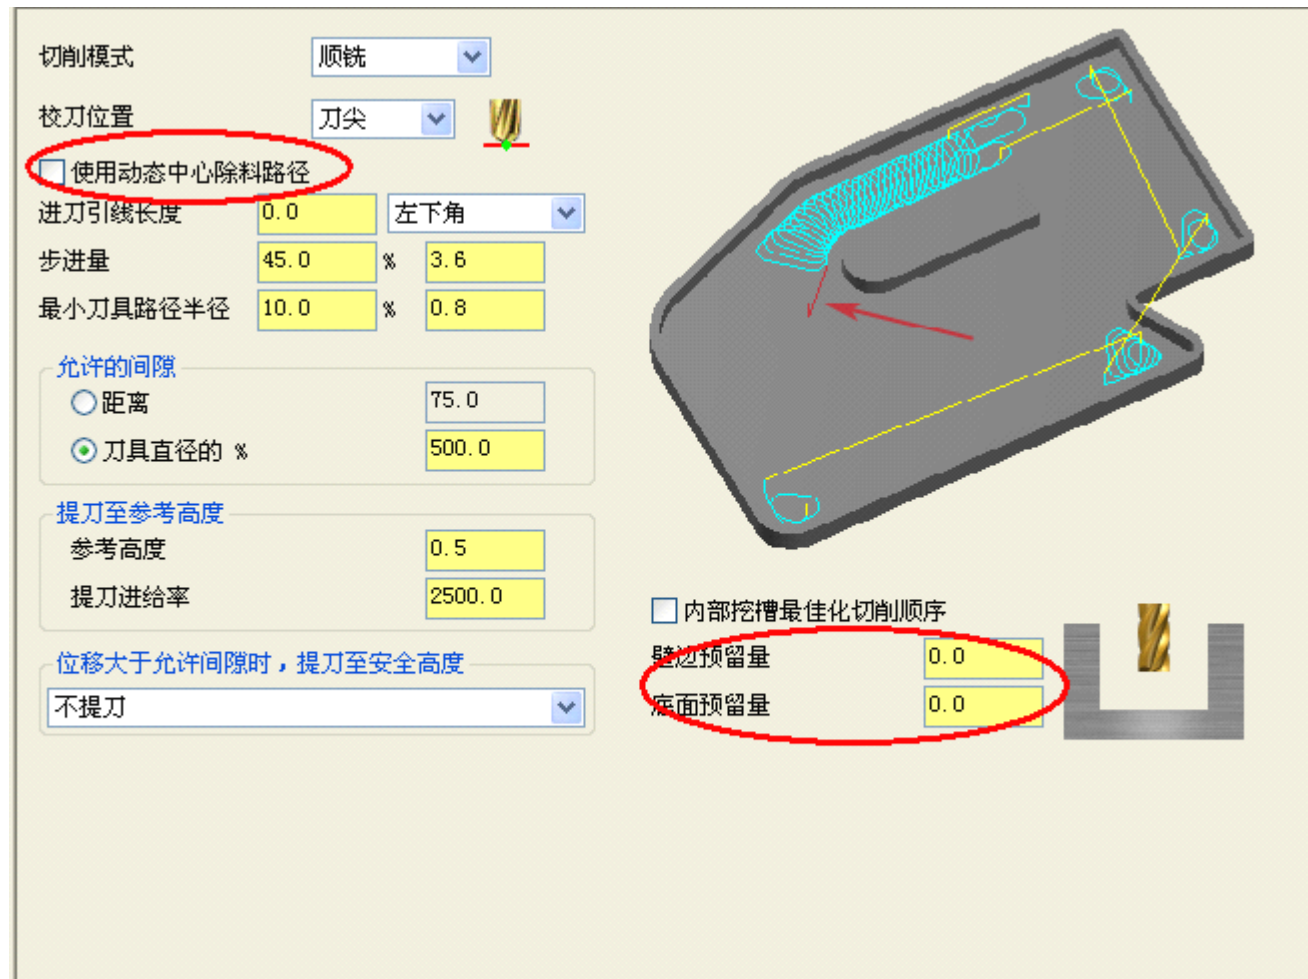 切削模式 顺铣
校刀位置 刀尖
使用动态中心除料路径
进刀引线长度 0.0 左下角
步进量 45.0 % 3.6
最小刀具路径半径 10.0 % 0.8
允许的间隙
距离 75.0
刀具直径的 % 500.0
提刀至参考高度
参考高度 0.5
提刀进给率 2500.0
位移大于允许间隙时，提刀至安全高度
不提刀
内部挖槽最佳化切削顺序
壁边预留量 0.0
底面预留量 0.0